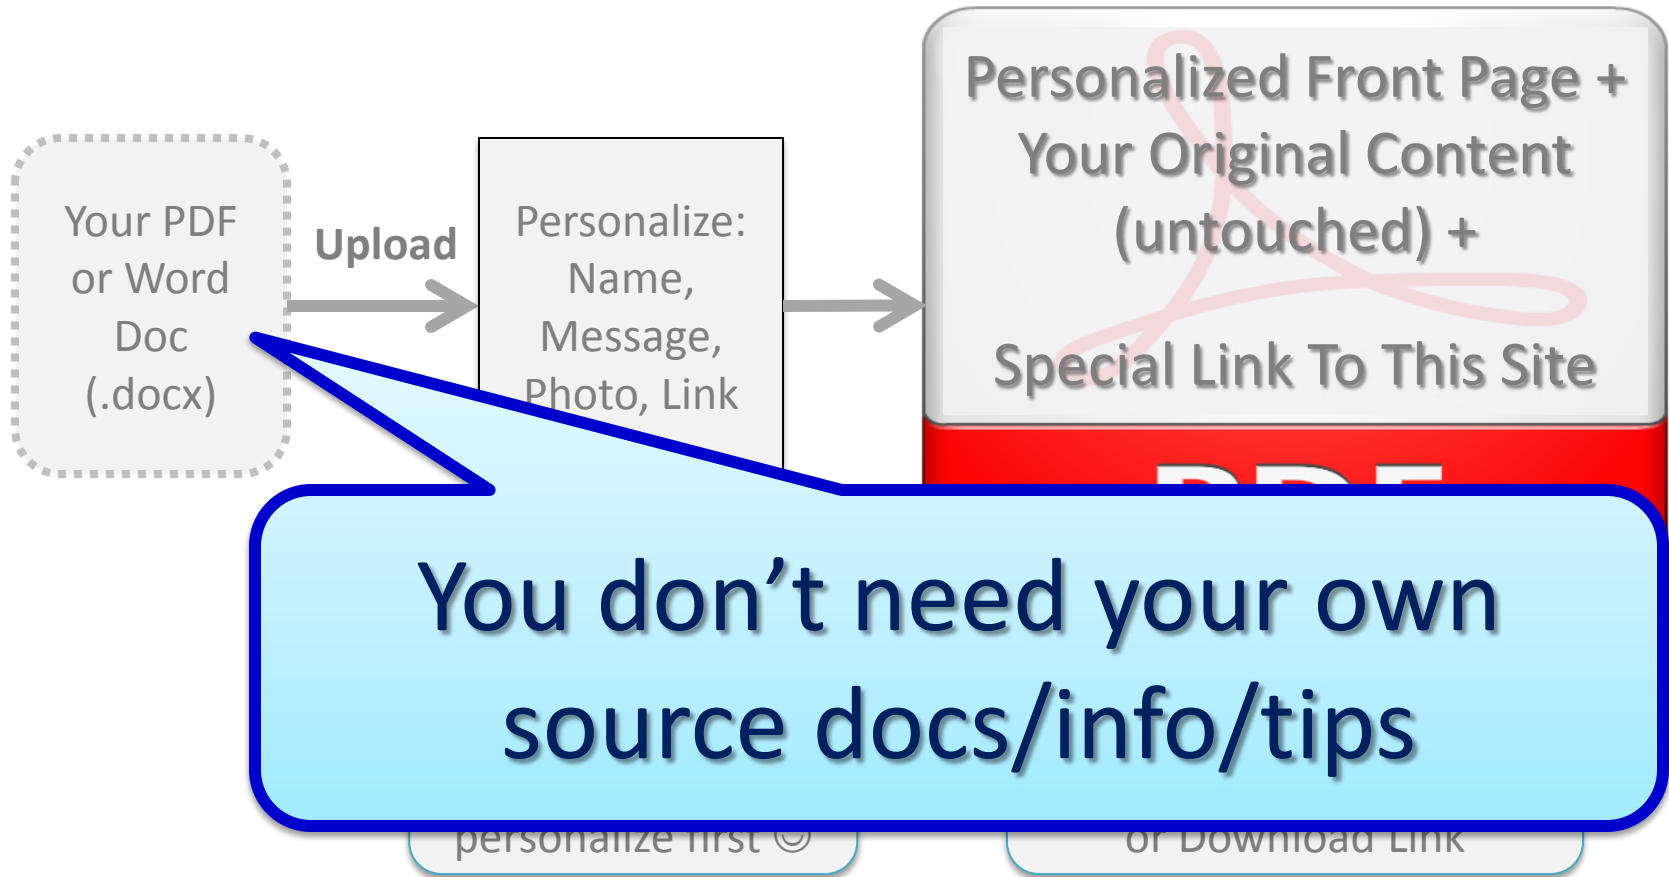 Your PDF
or Word
Doc
(.docx)
Upload
Personalize:
Name,
Message,
Photo, Link
Personalized Front Page +
Your Original Content
(untouched) +
Special Link To This Site
PDF
You don’t need your own
source docs/info/tips
personalize first ☺
or Download Link